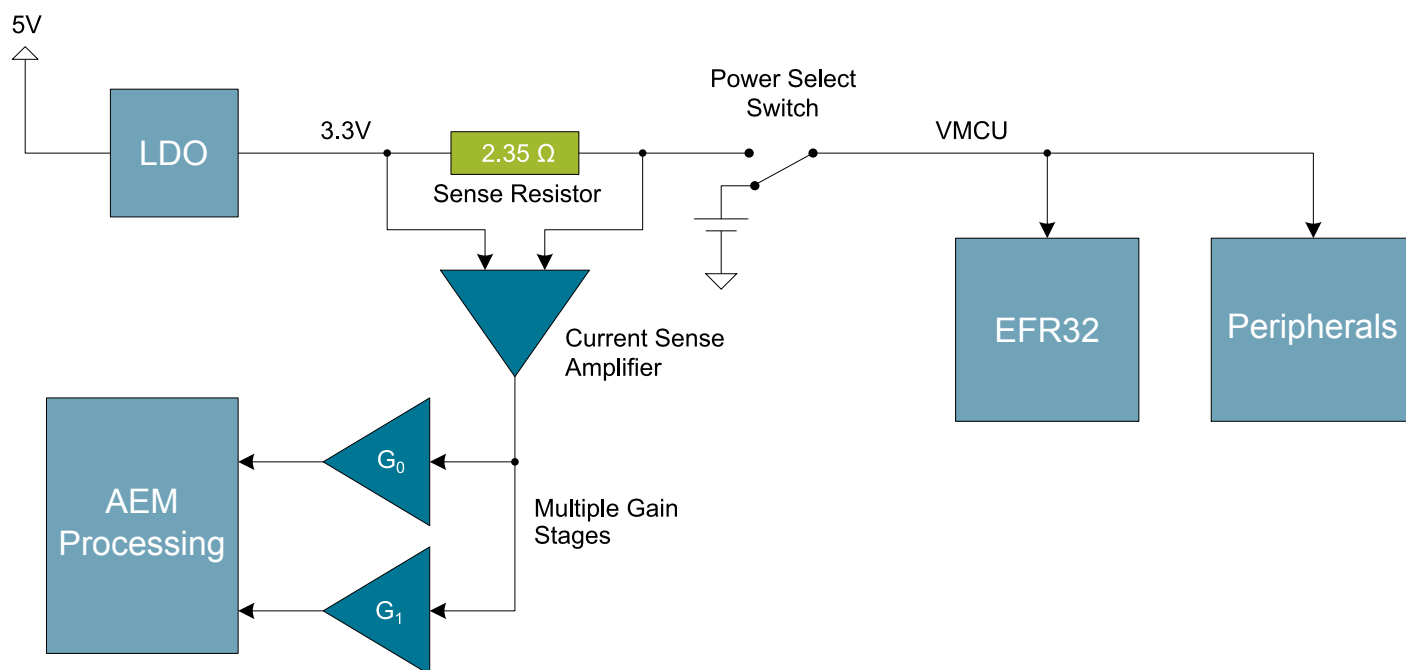 5V
LDO
3.3V
2.35 Ω
Sense Resistor
Power Select
Switch
VMCU
EFR32
Peripherals
Current Sense
Amplifier
AEM
Processing
G₀
Multiple Gain
Stages
G₁